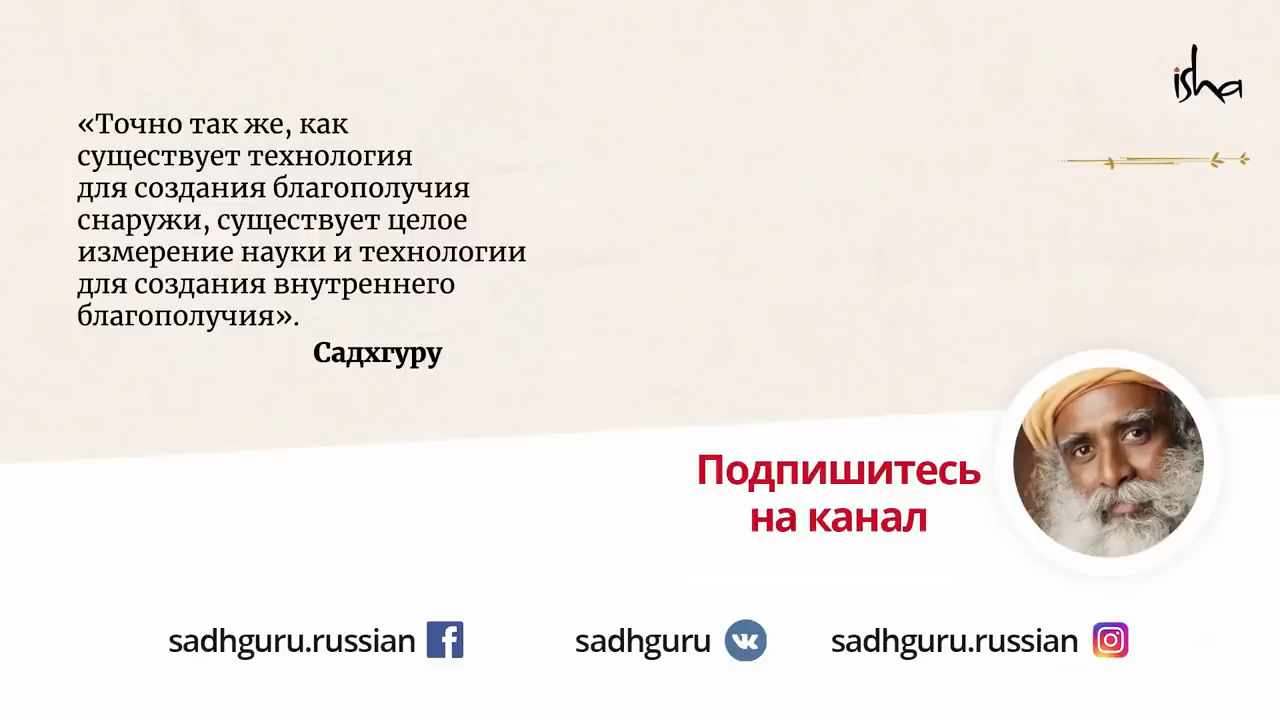 isha
«Точно так же, как
существует технология
для создания благополучия
снаружи, существует целое
измерение науки и технологии
для создания внутреннего
благополучия».
Садхгуру
Подпишитесь
на канал
sadhguru.russian
sadhguru
sadhguru.russian